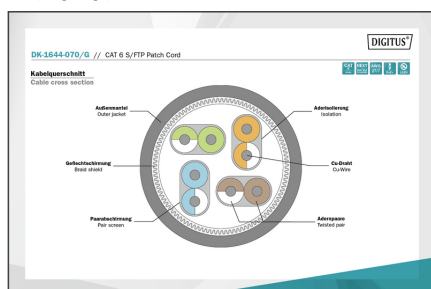 DIGITUS®
DK-1644-070/G // CAT 6 S/FTP Patch Cord
Kabelquerschnitt
Cable cross section
Außenmantel
Outer jacket
Aderisolierung
Isolation
Geflechtschirmung
Braid shield
Cu-Draht
Cu-Wire
Paarabschirmung
Pair screen
Adernpaare
Twisted pair